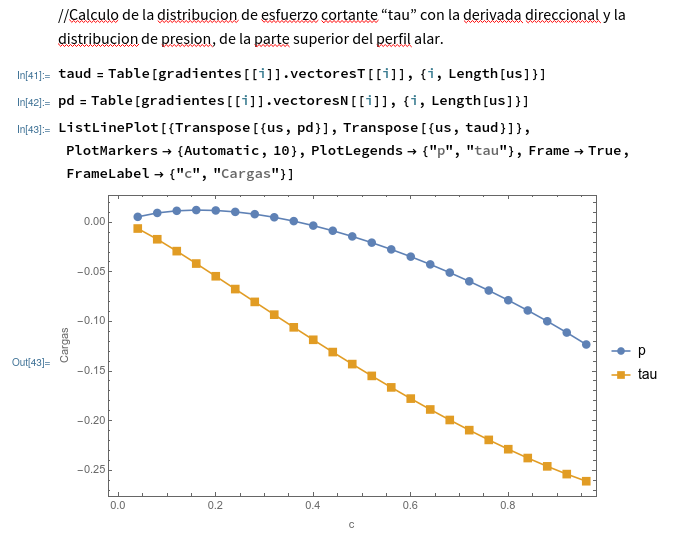 //Calculo de la distribucion de esfuerzo cortante “tau” con la derivada direccional y la
distribucion de presion, de la parte superior del perfil alar.
In[41]:= taud = Table[gradientes[[i]].vectoresT[[i]], {i, Length[us]}]
In[42]:= pd = Table[gradientes[[i]].vectoresN[[i]], {i, Length[us]}]
In[43]:= ListLinePlot[{Transpose[{us, pd}], Transpose[{us, taud}]},
PlotMarkers → {Automatic, 10}, PlotLegends → {"p", "tau"}, Frame → True,
FrameLabel → {"c", "Cargas"}]
Out[43]=
Cargas
0.00
-0.05
-0.10
-0.15
-0.20
-0.25
0.0 0.2 0.4 0.6 0.8
c
p
tau